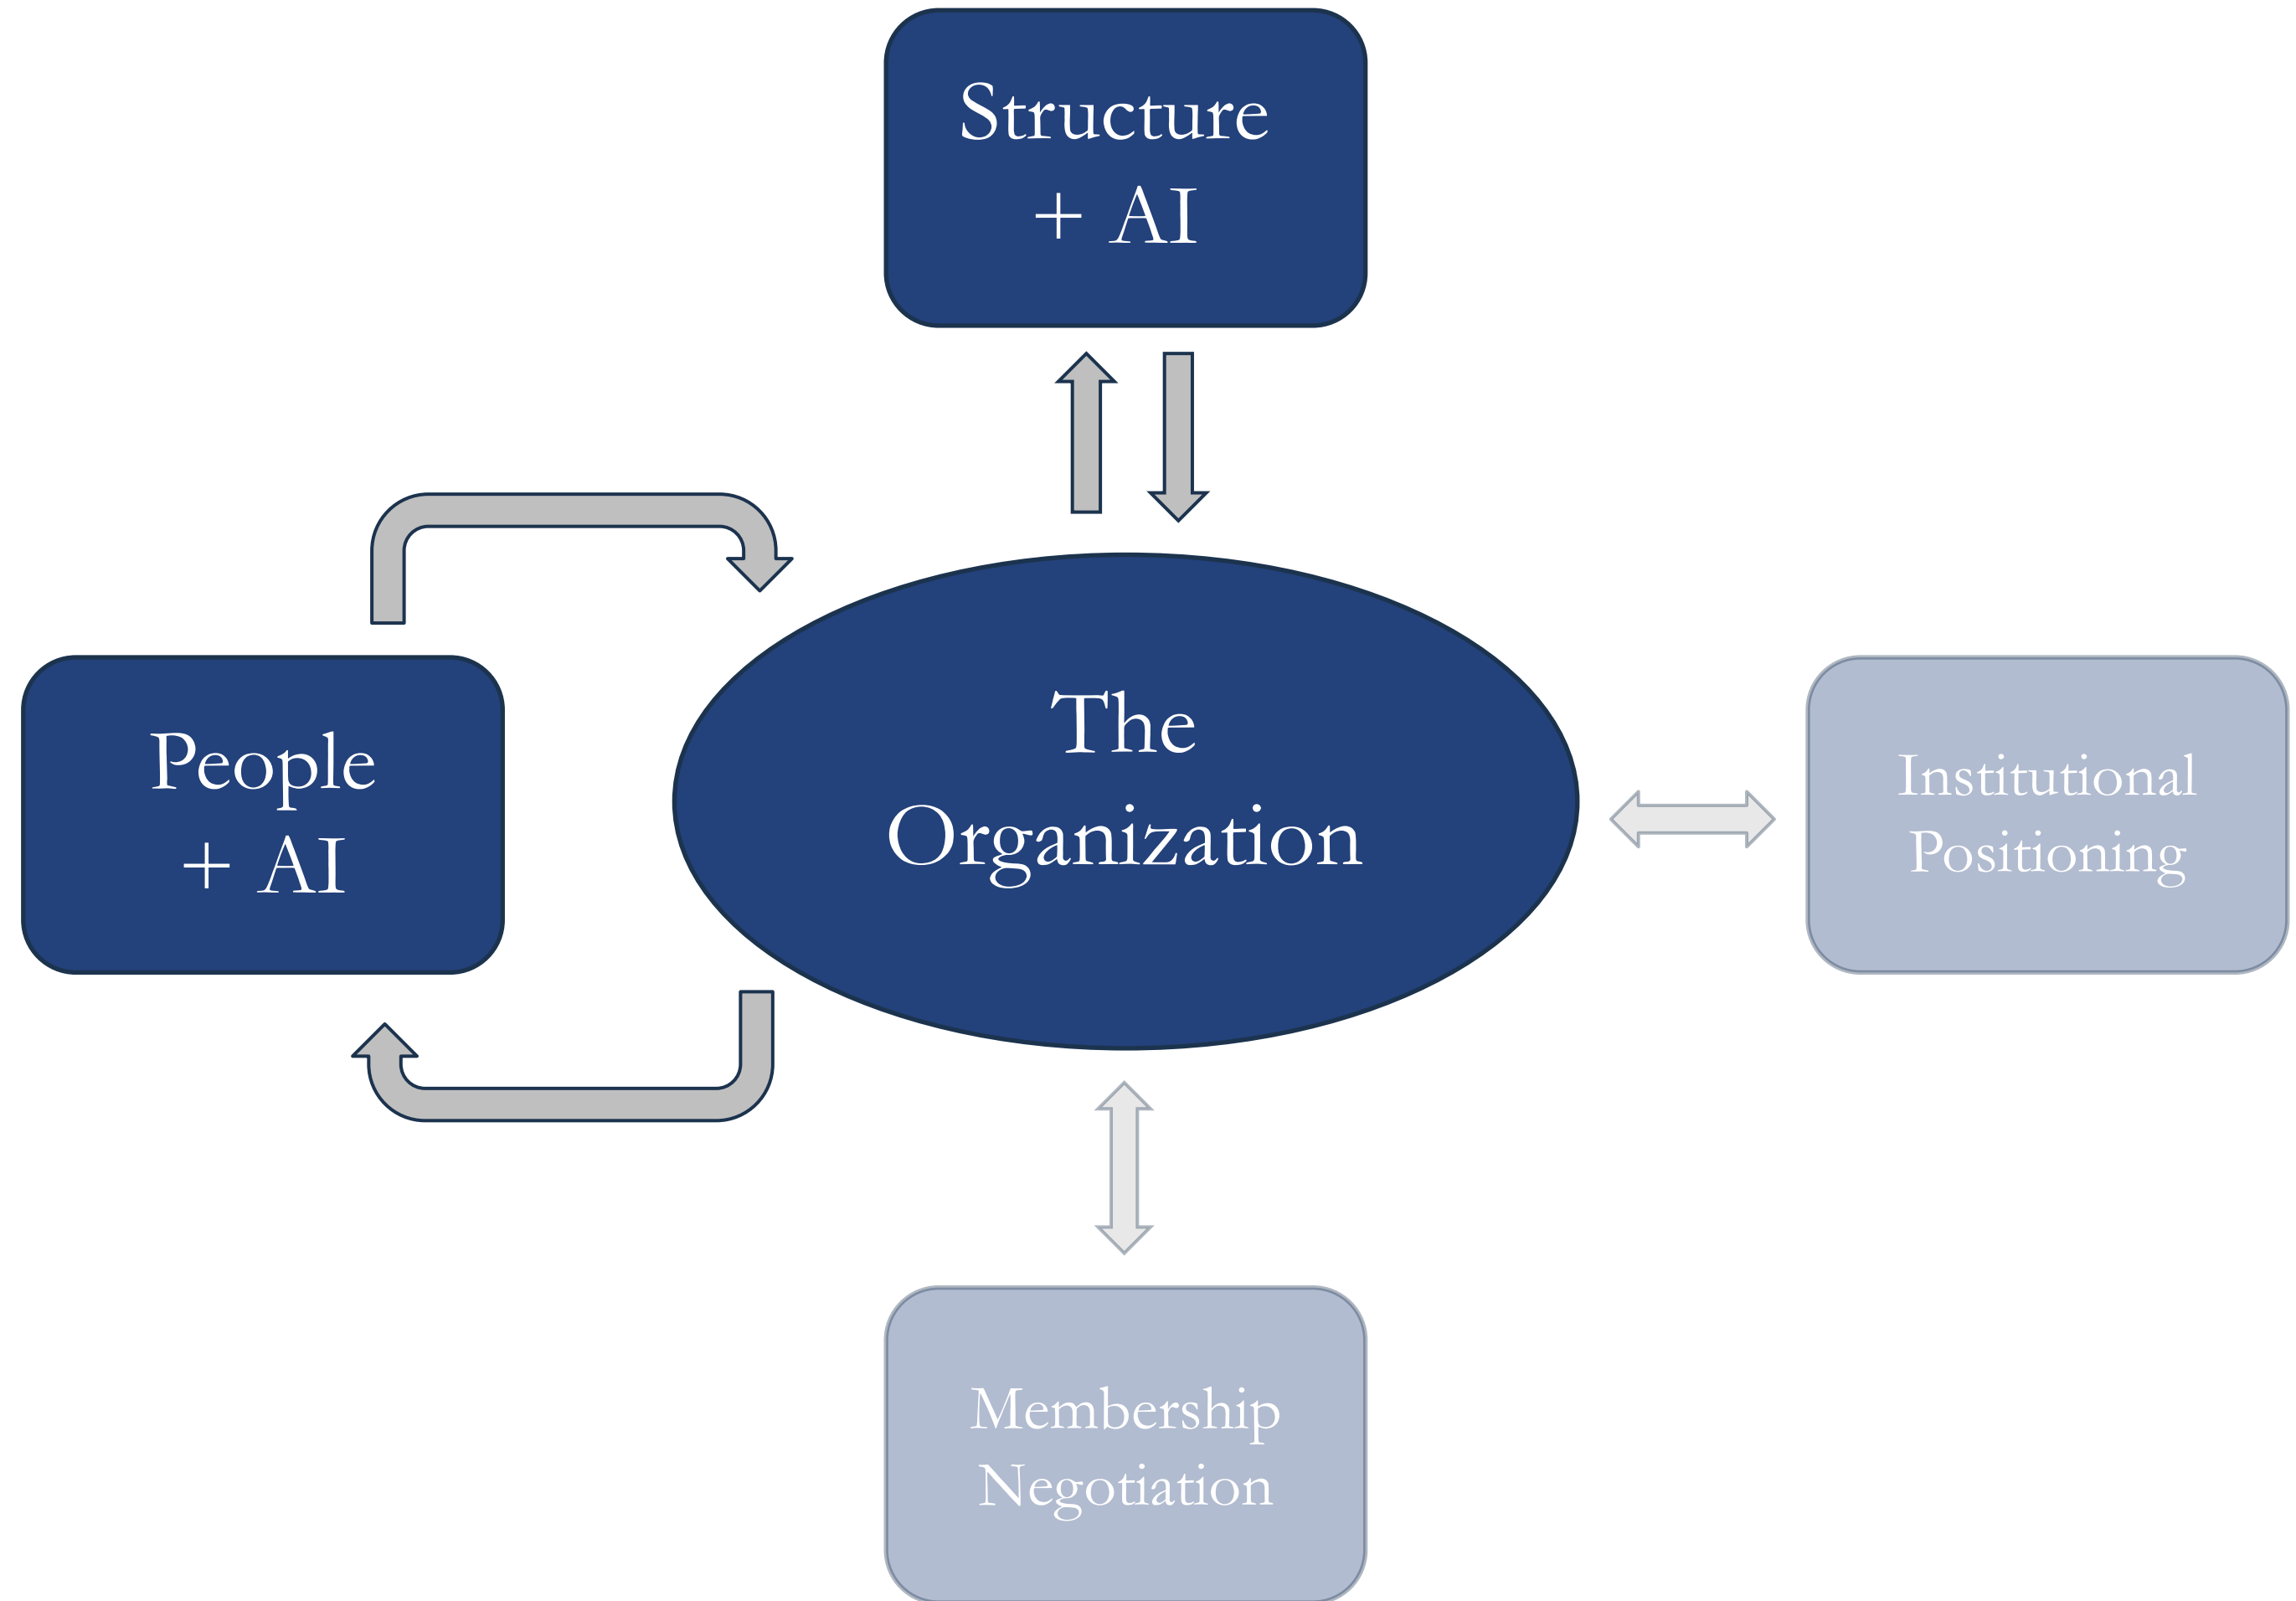 Structure
+ AI
People
+ AI
The
Organization
Institutional
Positioning
Membership
Negotiation